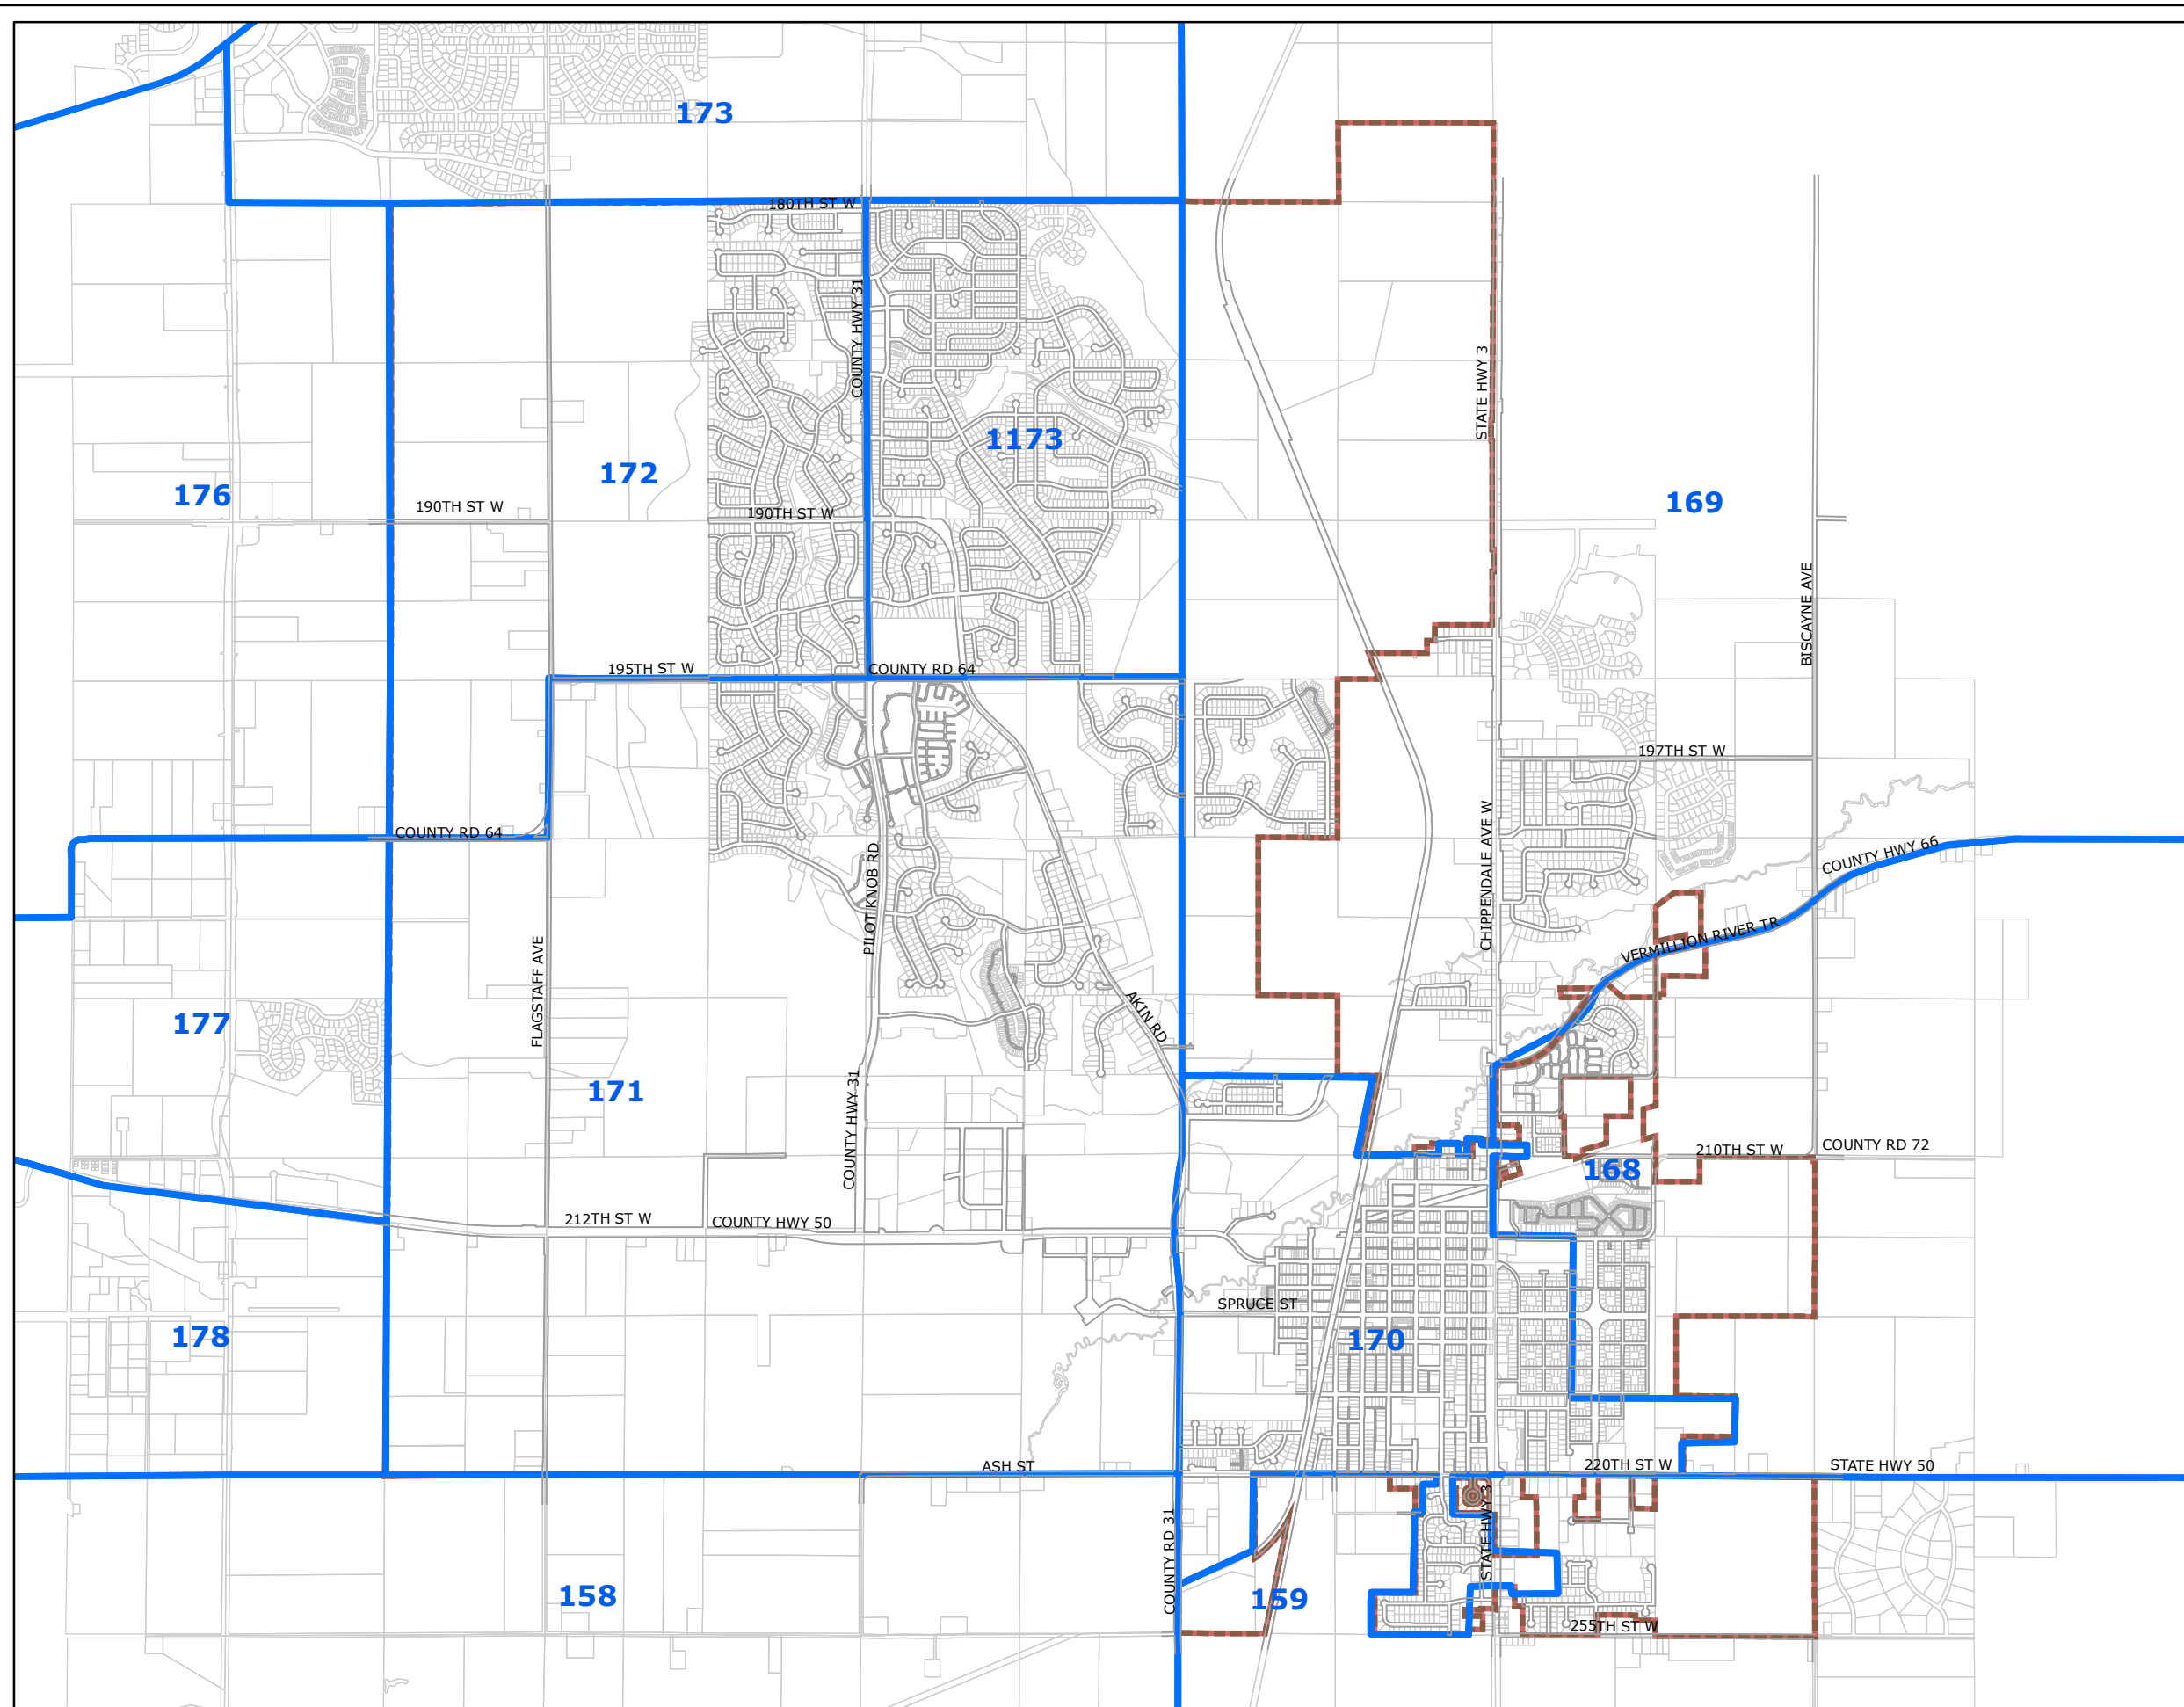 173
180TH ST W
COUNTY HWY 31
STATE HWY 3
1173
172
176
169
190TH ST W
190TH ST W
BISCAYNE AVE
195TH ST W
COUNTY RD 64
197TH ST W
COUNTY RD 64
CHIPPENDALE AVE W
COUNTY HWY 66
PILOT KNOB RD
VERMILLION RIVER TR
FLAGSTAFF AVE
177
AKIN RD
171
COUNTY HWY 31
210TH ST W
COUNTY RD 72
168
212TH ST W
COUNTY HWY 50
SPRUCE ST
178
170
ASH ST
220TH ST W
STATE HWY 50
STATE HWY 3
COUNTY RD 31
158
159
255TH ST W